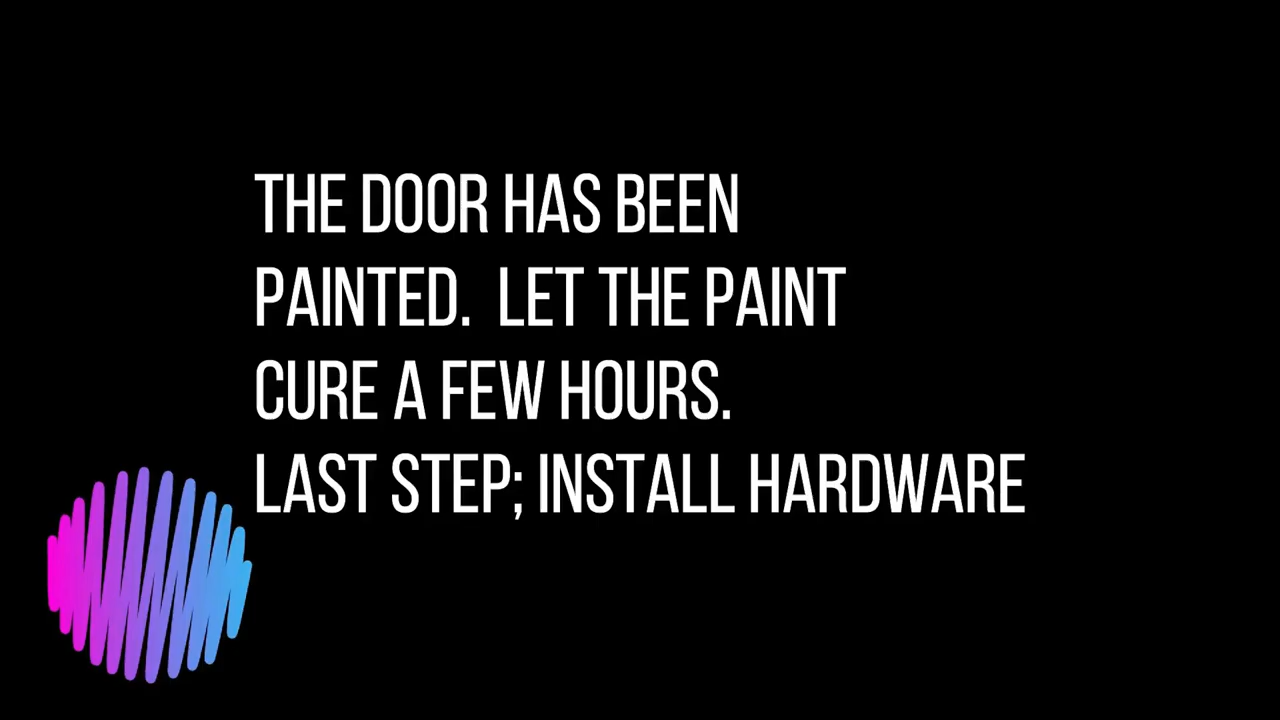 THE DOOR HAS BEEN
PAINTED. LET THE PAINT
CURE A FEW HOURS.
LAST STEP; INSTALL HARDWARE